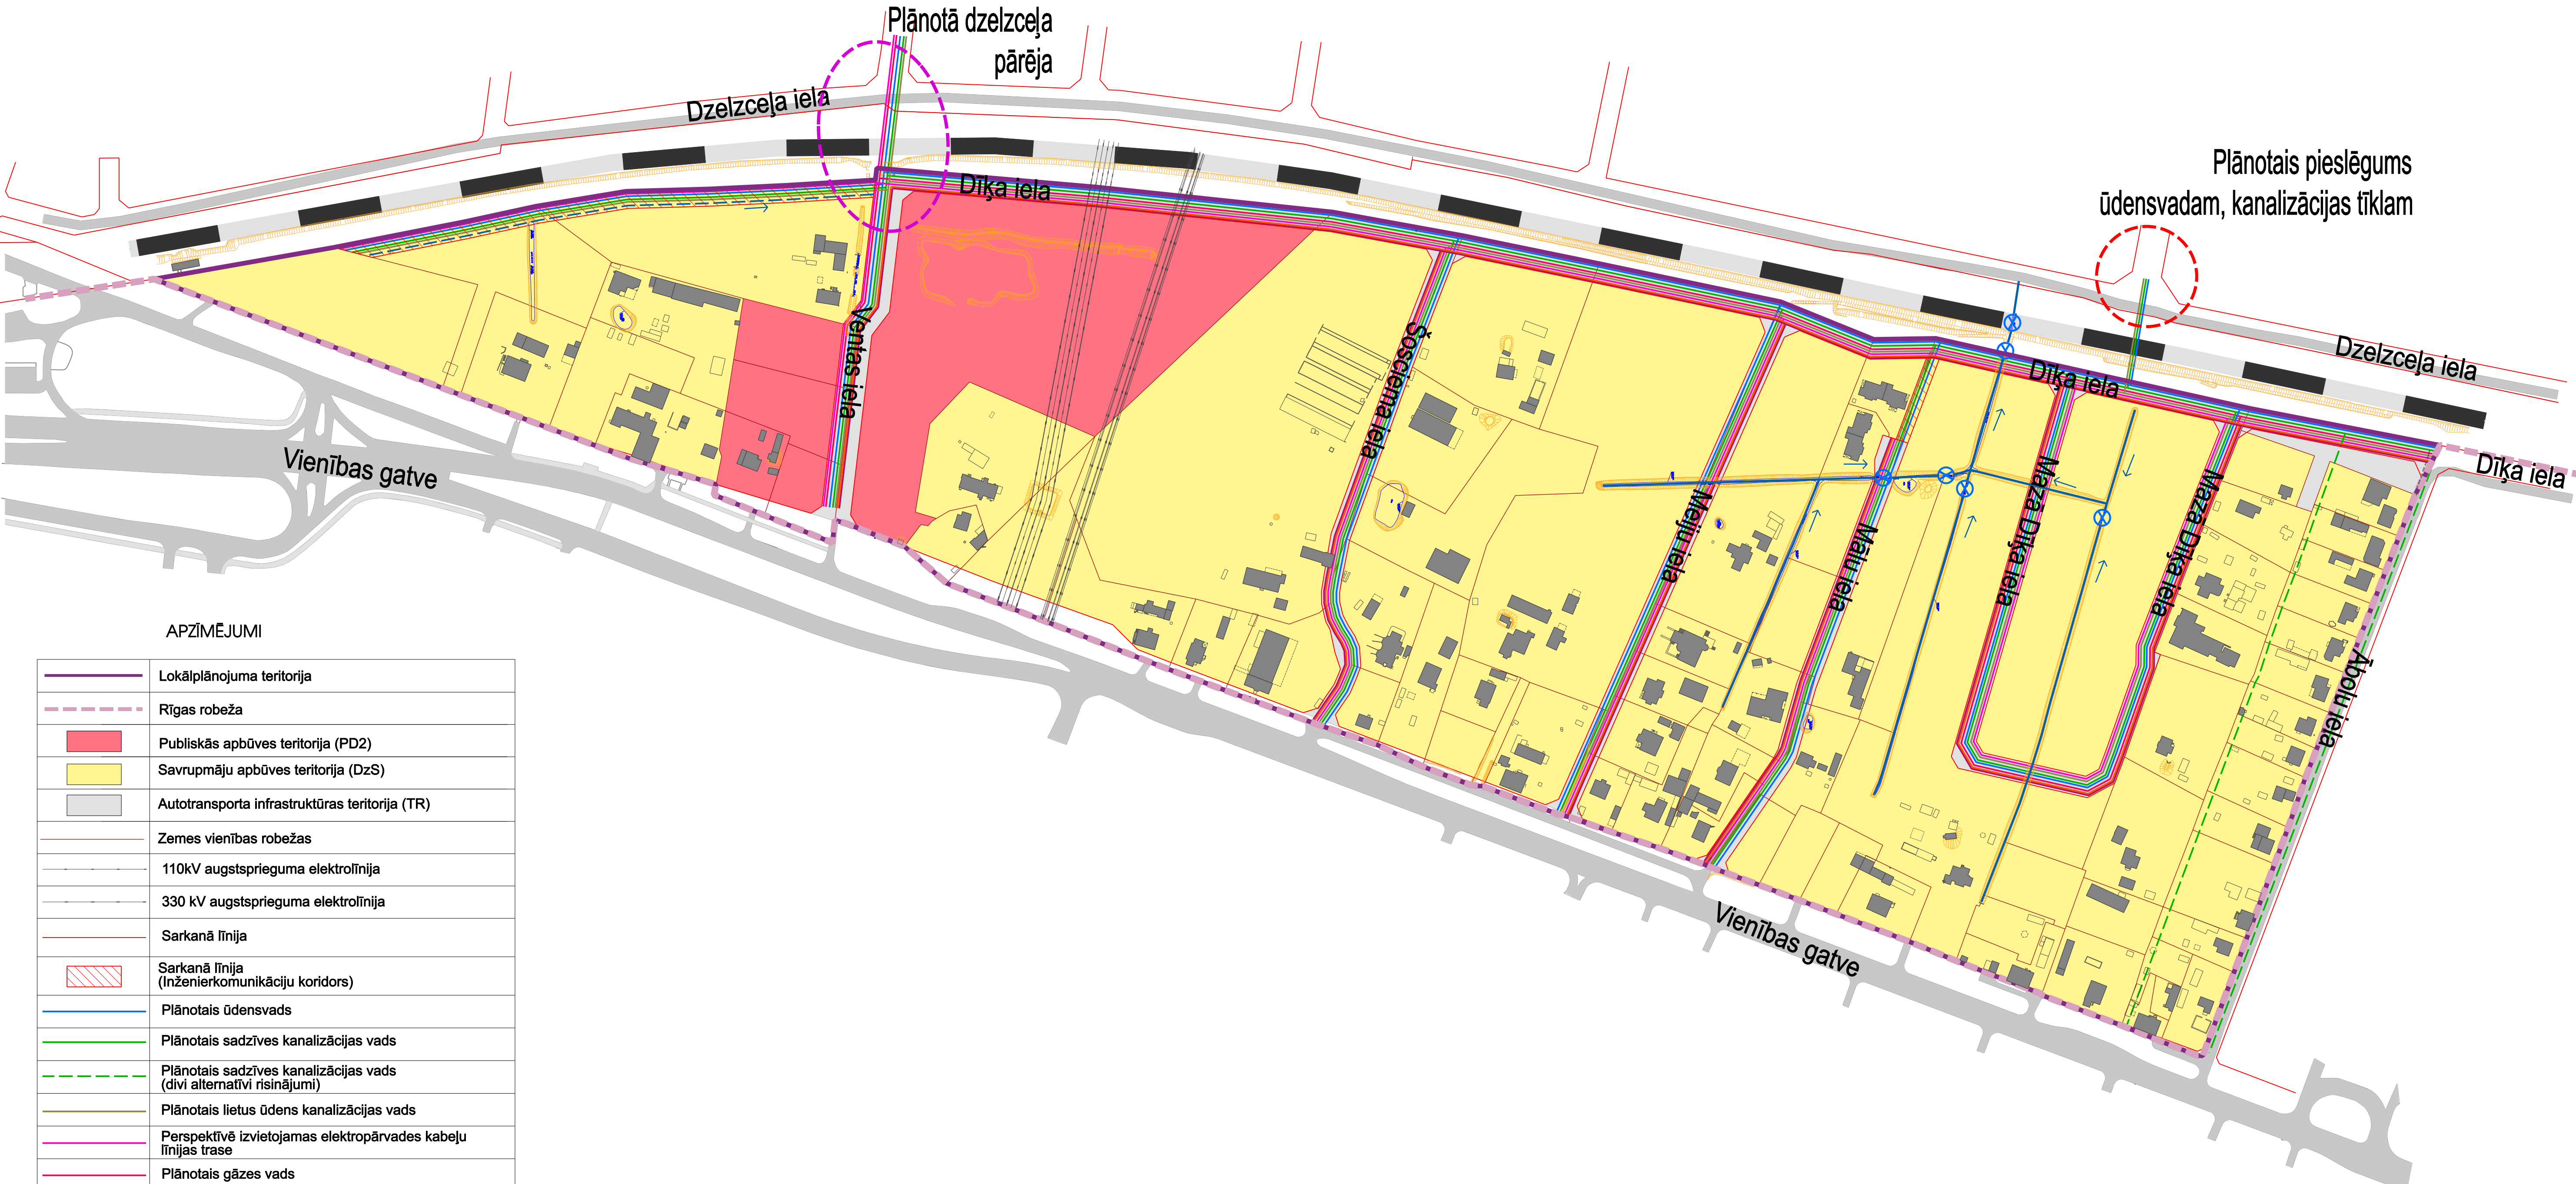 Plānotā dzelzceļa
pārēja
Dzelzceļa iela
Dīķa iela
Plānotais pieslēgums
ūdensvadam, kanalizācijas tīklam
Dzelzceļa iela
Dīķa iela
Dīķa iela
Ventas iela
Šosciema iela
Meiju iela
Mālu iela
Mazā Dīķa iela
Mazā Dīķa iela
Ābolu iela
Vienības gatve
Vienības gatve
APZĪMĒJUMI
Lokālplānojuma teritorija
Rīgas robeža
Publiskās apbūves teritorija (PD2)
Savrupmāju apbūves teritorija (DzS)
Autotransporta infrastruktūras teritorija (TR)
Zemes vienības robežas
110kV augstsprieguma elektrolīnija
330 kV augstsprieguma elektrolīnija
Sarkanā līnija
Sarkanā līnija
(Inženierkomunikāciju koridors)
Plānotais ūdensvads
Plānotais sadzīves kanalizācijas vads
Plānotais sadzīves kanalizācijas vads
(divi alternatīvi risinājumi)
Plānotais lietus ūdens kanalizācijas vads
Perspektīvē izvietojamas elektropārvades kabeļu
līnijas trase
Plānotais gāzes vads